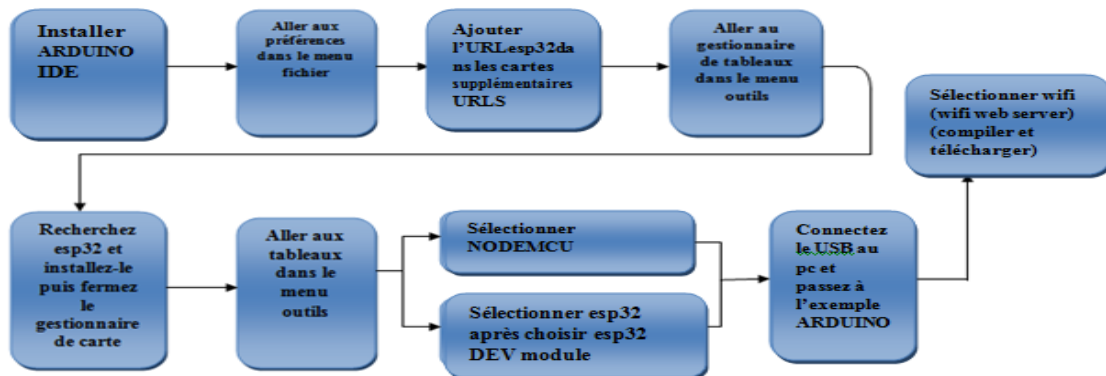 Installer
ARDUINO
IDE
Aller aux
préférences
dans le menu
fichier
Ajouter
l’URLesp32da
ns les cartes
supplémentaires
URLS
Aller au
gestionnaire
de tableaux
dans le menu
outils
Sélectionner wifi
(wifi web server)
(compiler et
télécharger)
Recherchez
esp32 et
installez-le
puis fermez
le
gestionnaire
de carte
Aller aux
tableaux
dans le
menu
outils
Sélectionner
NODEMCU
Sélectionner esp32
après choisir esp32
DEV module
Connectez
le USB au
pc et
passez à
l’exemple
ARDUINO